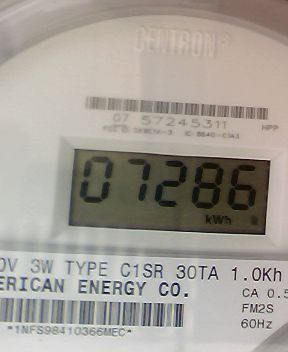 CENTRON®
07 57245311
HPP
07286
kWh R
0V 3W TYPE C1SR 30TA 1.0Kh
ERICAN ENERGY CO.
CA 0.5
FM2S
60Hz
*1NFS98410366MEC*